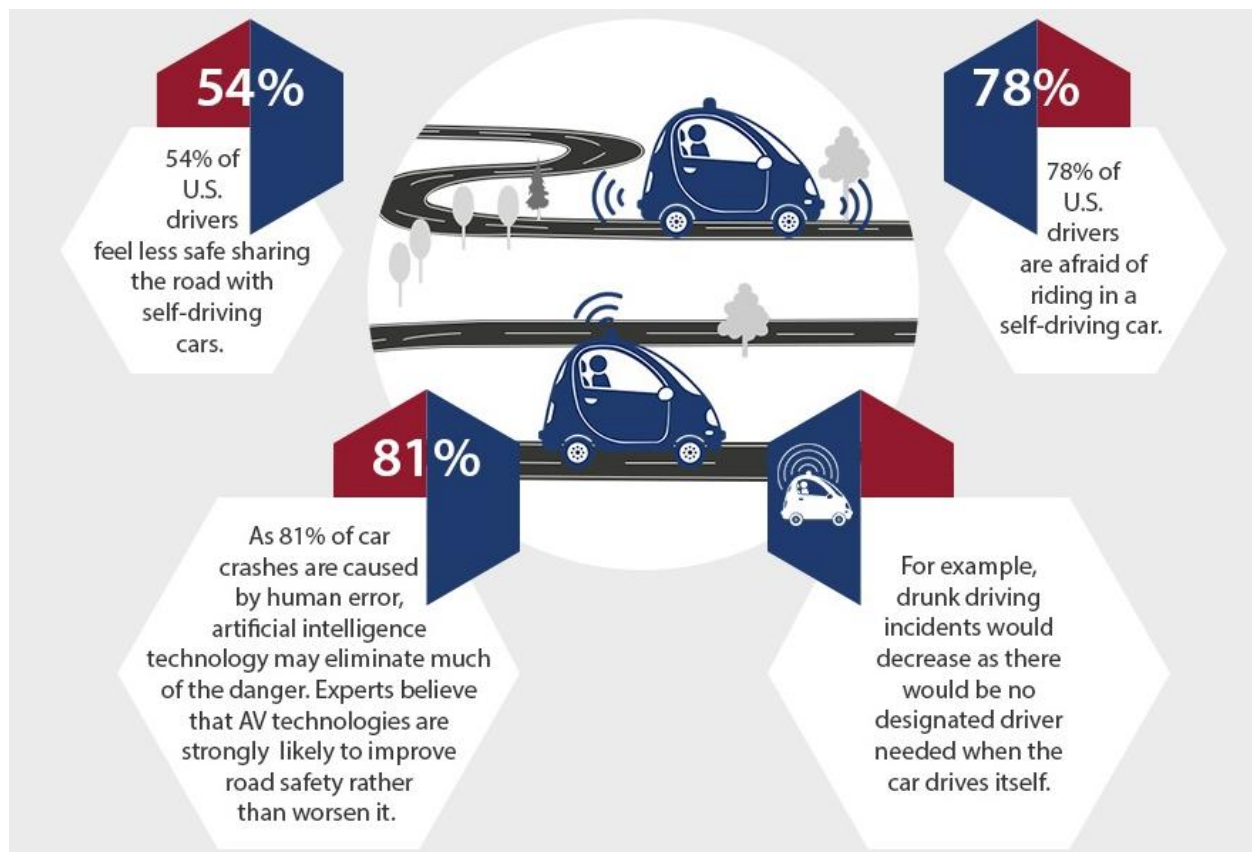 54%
54% of
U.S.
drivers
feel less safe sharing
the road with
self-driving
cars.
78%
78% of
U.S.
drivers
are afraid of
riding in a
self-driving car.
81%
As 81% of car
crashes are caused
by human error,
artificial intelligence
technology may eliminate much
of the danger. Experts believe
that AV technologies are
strongly likely to improve
road safety rather
than worsen it.
For example,
drunk driving
incidents would
decrease as there
would be no
designated driver
needed when the
car drives itself.